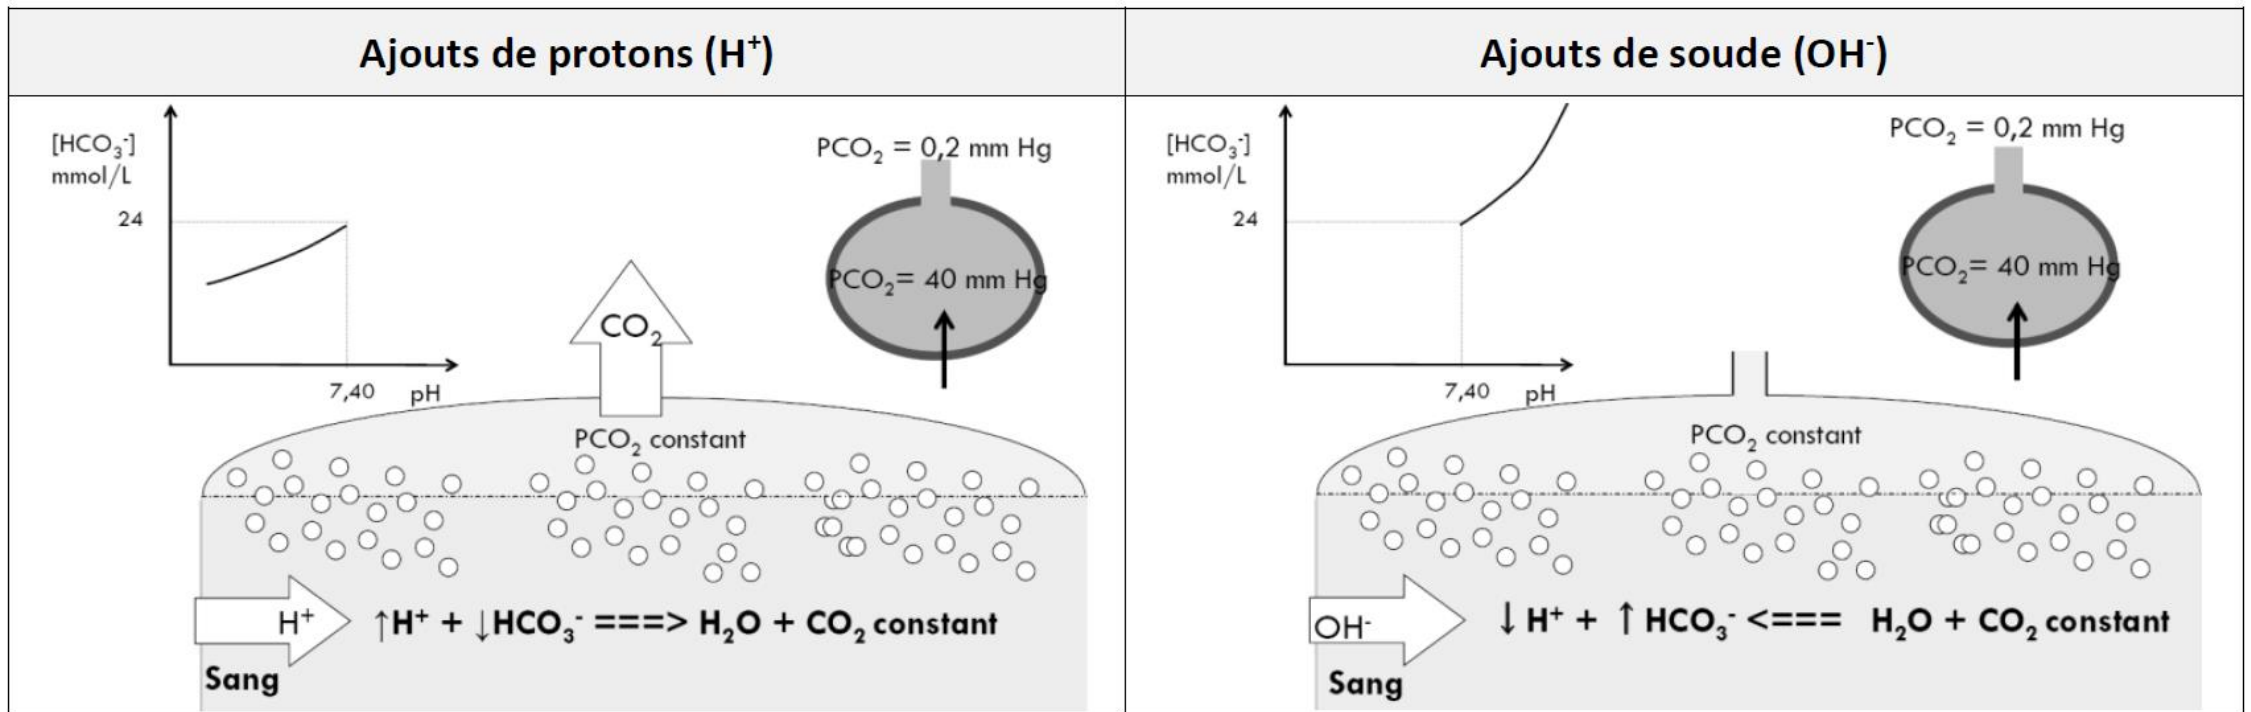 Ajouts de protons (H⁺)
[HCO₃⁻]
mmol/L
24
7,40 pH
PCO₂ = 0,2 mm Hg
PCO₂= 40 mm Hg
CO₂
PCO₂ constant
H⁺
↑H⁺ + ↓HCO₃⁻ ===> H₂O + CO₂ constant
Sang
Ajouts de soude (OH⁻)
[HCO₃⁻]
mmol/L
24
7,40 pH
PCO₂ = 0,2 mm Hg
PCO₂= 40 mm Hg
PCO₂ constant
OH⁻
↓ H⁺ + ↑ HCO₃⁻ <=== H₂O + CO₂ constant
Sang